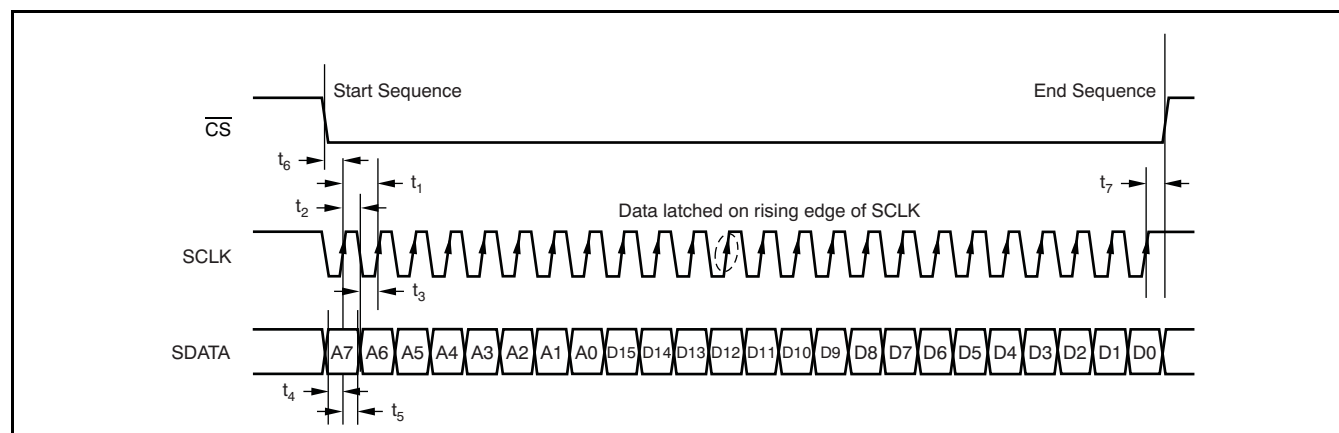 Start Sequence End Sequence
CS
t6
t1
t2
t7
Data latched on rising edge of SCLK
SCLK
t3
SDATA A7 A6 A5 A4 A3 A2 A1 A0 D15 D14 D13 D12 D11 D10 D9 D8 D7 D6 D5 D4 D3 D2 D1 D0
t4
t5